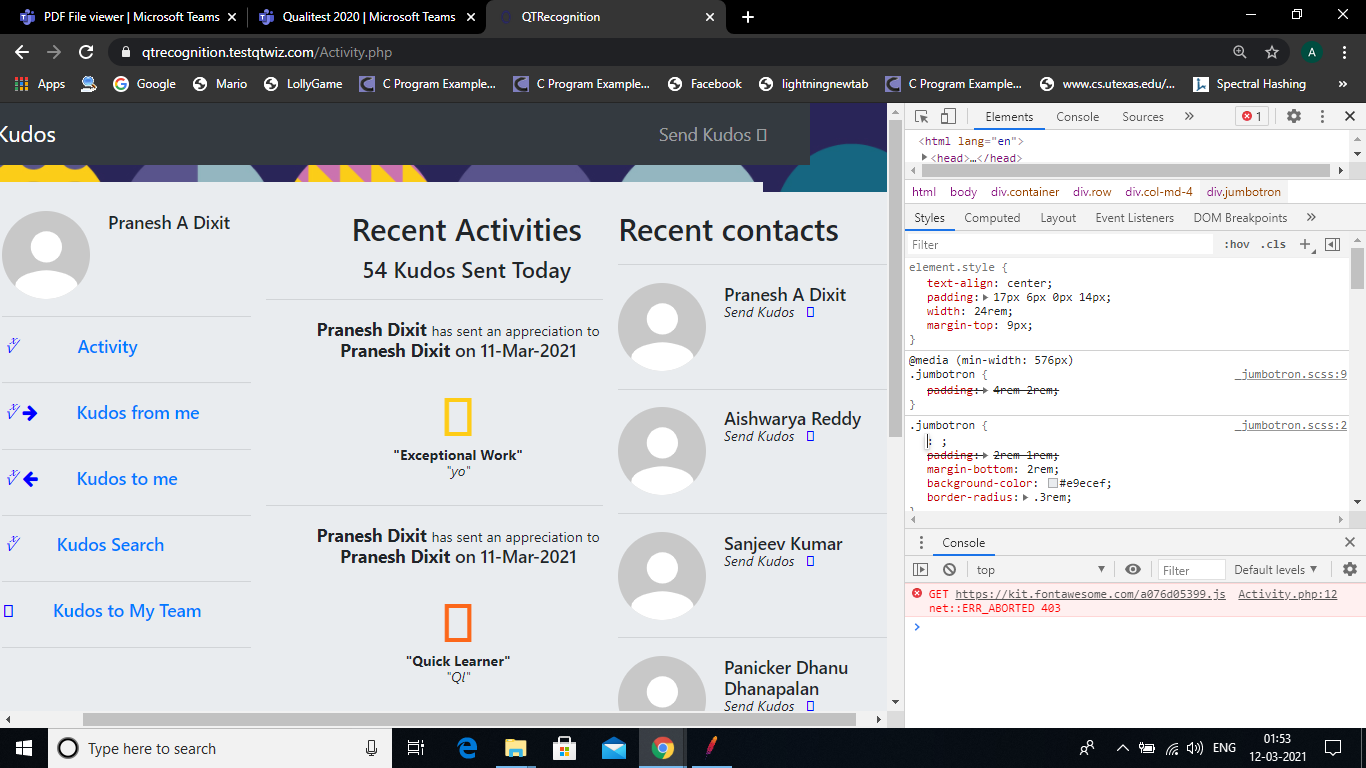 PDF File viewer | Microsoft Teams
Qualitest 2020 | Microsoft Teams
QTRecognition
qtrecognition.testqtwiz.com/Activity.php
A
Apps
Google
Mario
LollyGame
C Program Example...
C Program Example...
Facebook
lightningnewtab
C Program Example...
www.cs.utexas.edu/...
Spectral Hashing
»
Kudos
Send Kudos
Pranesh A Dixit
Activity
Kudos from me
Kudos to me
Kudos Search
Kudos to My Team
Recent Activities
54 Kudos Sent Today
Pranesh Dixit has sent an appreciation to
Pranesh Dixit on 11-Mar-2021
"Exceptional Work"
"yo"
Pranesh Dixit has sent an appreciation to
Pranesh Dixit on 11-Mar-2021
"Quick Learner"
"Ql"
Recent contacts
Pranesh A Dixit
Send Kudos
Aishwarya Reddy
Send Kudos
Sanjeev Kumar
Send Kudos
Panicker Dhanu
Dhanapalan
Send Kudos
Elements Console Sources » 1
<html lang="en">
<head>…</head>
html body div.container div.row div.col-md-4 div.jumbotron
Styles Computed Layout Event Listeners DOM Breakpoints »
Filter :hov .cls +
element.style {
text-align: center;
padding: 17px 6px 0px 14px;
width: 24rem;
margin-top: 9px;
}
@media (min-width: 576px)
.jumbotron { _jumbotron.scss:9
padding: 4rem 2rem;
}
.jumbotron { _jumbotron.scss:2
: ;
padding: 2rem 1rem;
margin-bottom: 2rem;
background-color: #e9ecef;
border-radius: .3rem;
}
Console
top Filter Default levels
GET https://kit.fontawesome.com/a076d05399.js Activity.php:12
net::ERR_ABORTED 403
Type here to search
ENG
01:53
12-03-2021